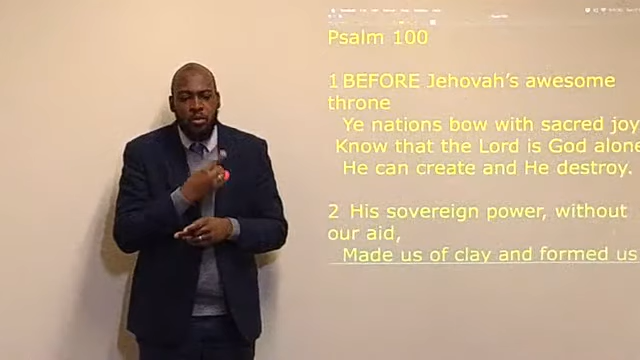 Psalm 100
1 BEFORE Jehovah's awesome
throne
Ye nations bow with sacred joy
Know that the Lord is God alone
He can create and He destroy.
2 His sovereign power, without
our aid,
Made us of clay and formed us